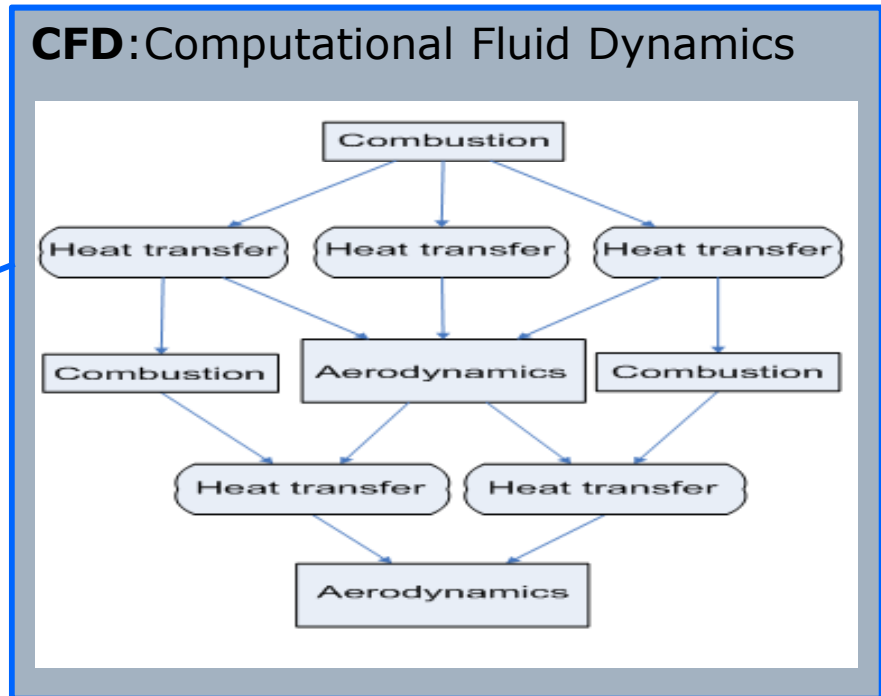 CFD:Computational Fluid Dynamics
Combustion
Heat transfer
Heat transfer
Heat transfer
Combustion
Aerodynamics
Combustion
Heat transfer
Heat transfer
Aerodynamics